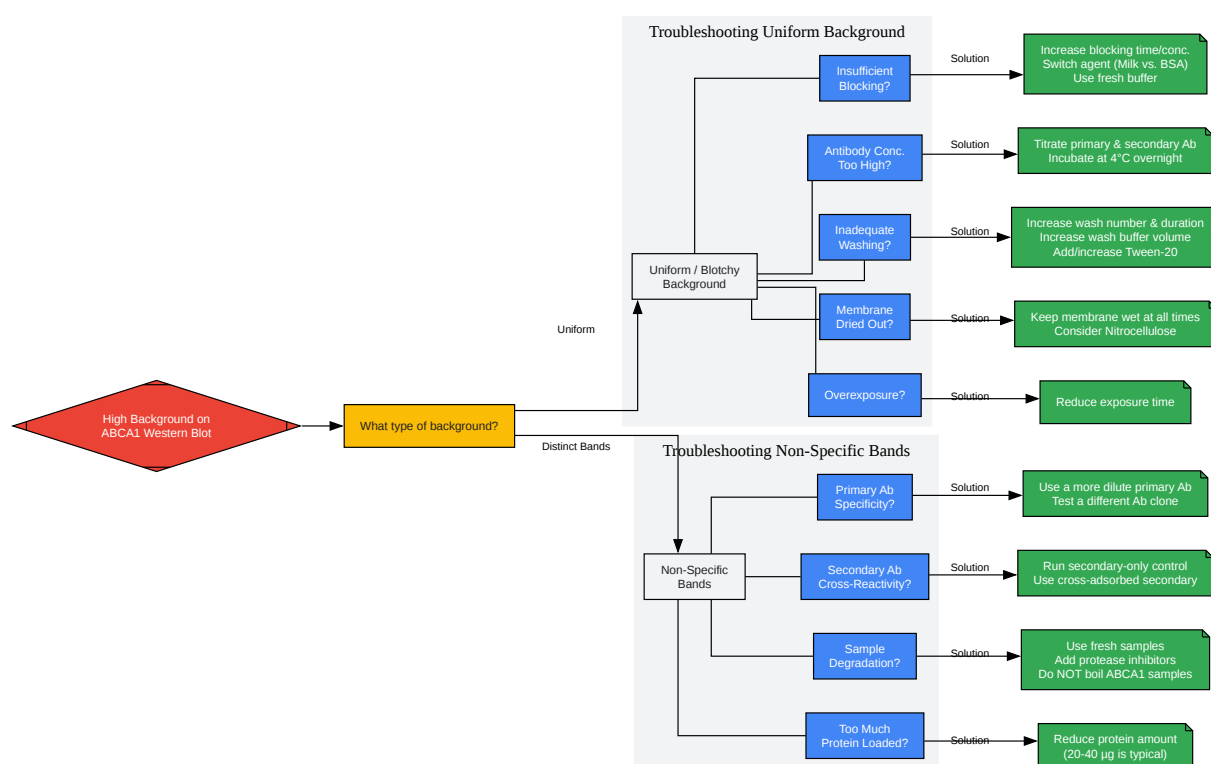 Troubleshooting Uniform Background
Insufficient
Blocking?
Solution
Increase blocking time/conc.
Switch agent (Milk vs. BSA)
Use fresh buffer
Antibody Conc.
Too High?
Solution
Titrate primary & secondary Ab
Incubate at 4°C overnight
Inadequate
Washing?
Solution
Increase wash number & duration
Increase wash buffer volume
Add/increase Tween-20
Uniform / Blotchy
Background
Membrane
Dried Out?
Solution
Keep membrane wet at all times
Consider Nitrocellulose
Uniform
Overexposure?
Solution
Reduce exposure time
High Background on
ABCA1 Western Blot
What type of background?
Distinct Bands
Troubleshooting Non-Specific Bands
Primary Ab
Specificity?
Solution
Use a more dilute primary Ab
Test a different Ab clone
Non-Specific
Bands
Secondary Ab
Cross-Reactivity?
Solution
Run secondary-only control
Use cross-adsorbed secondary
Sample
Degradation?
Solution
Use fresh samples
Add protease inhibitors
Do NOT boil ABCA1 samples
Too Much
Protein Loaded?
Solution
Reduce protein amount
(20-40 µg is typical)